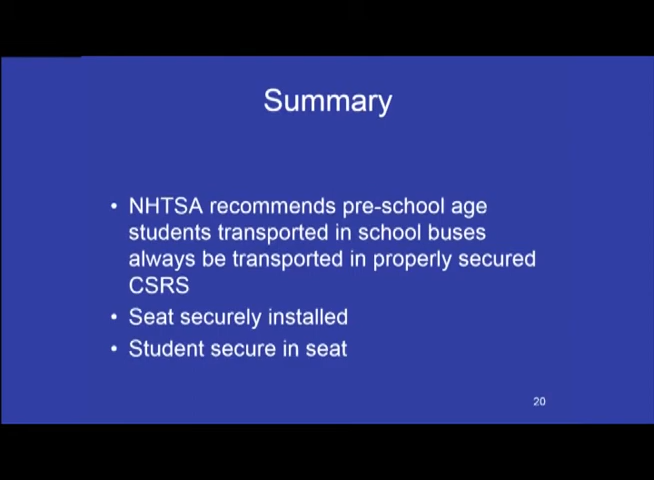 Summary
• NHTSA recommends pre-school age
students transported in school buses
always be transported in properly secured
CSRS
• Seat securely installed
• Student secure in seat
20